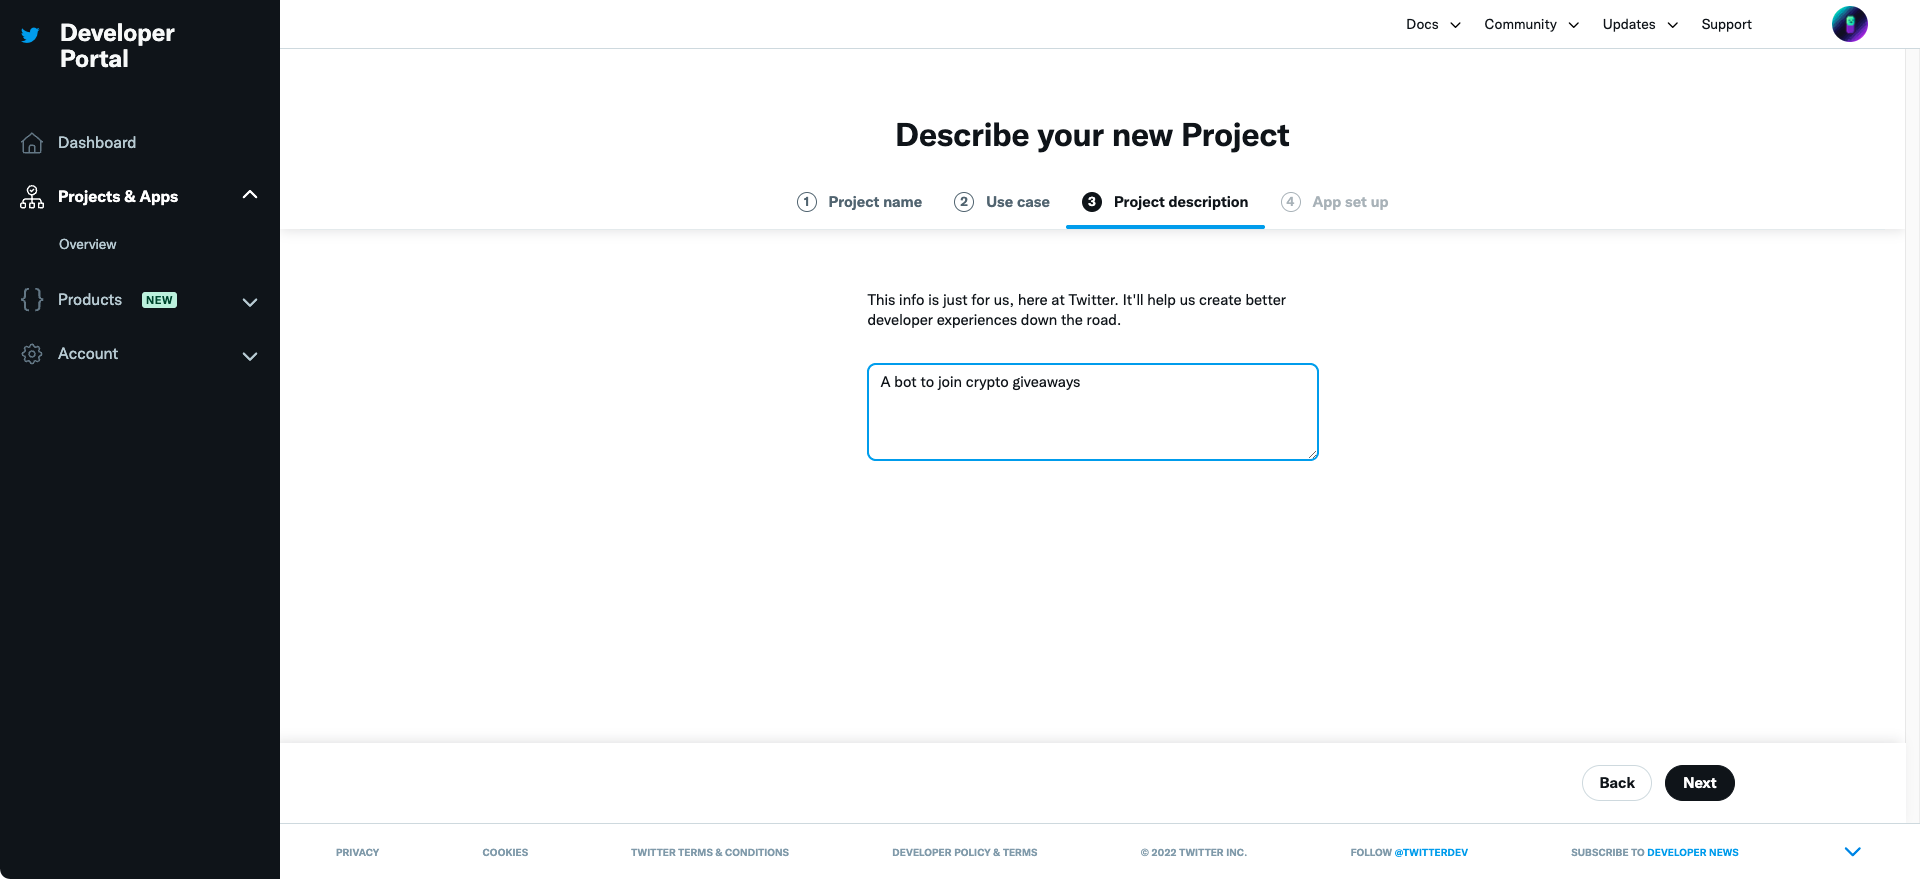 Developer
Portal
Docs
Community
Updates
Support
Dashboard
Projects & Apps
Overview
Products NEW
Account
Describe your new Project
1 Project name
2 Use case
3 Project description
4 App set up
This info is just for us, here at Twitter. It'll help us create better
developer experiences down the road.
A bot to join crypto giveaways
Back
Next
PRIVACY
COOKIES
TWITTER TERMS & CONDITIONS
DEVELOPER POLICY & TERMS
© 2022 TWITTER INC.
FOLLOW @TWITTERDEV
SUBSCRIBE TO DEVELOPER NEWS